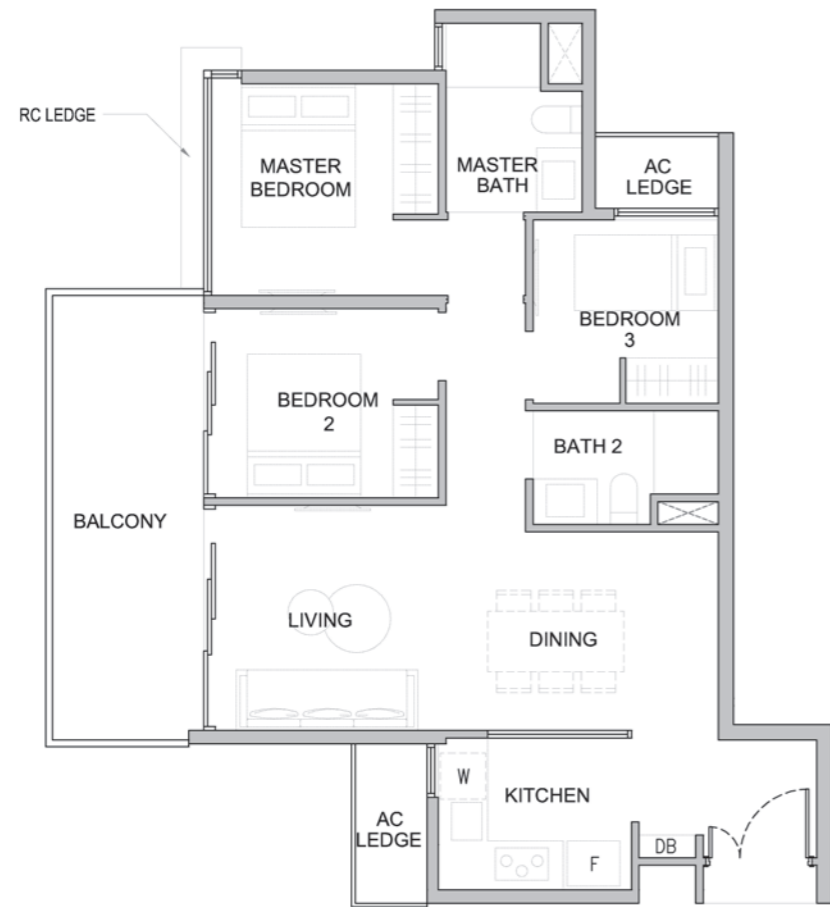 RC LEDGE
MASTER
BEDROOM
MASTER
BATH
AC
LEDGE
BEDROOM
3
BEDROOM
2
BATH 2
BALCONY
LIVING
DINING
W
KITCHEN
AC
LEDGE
DB
F